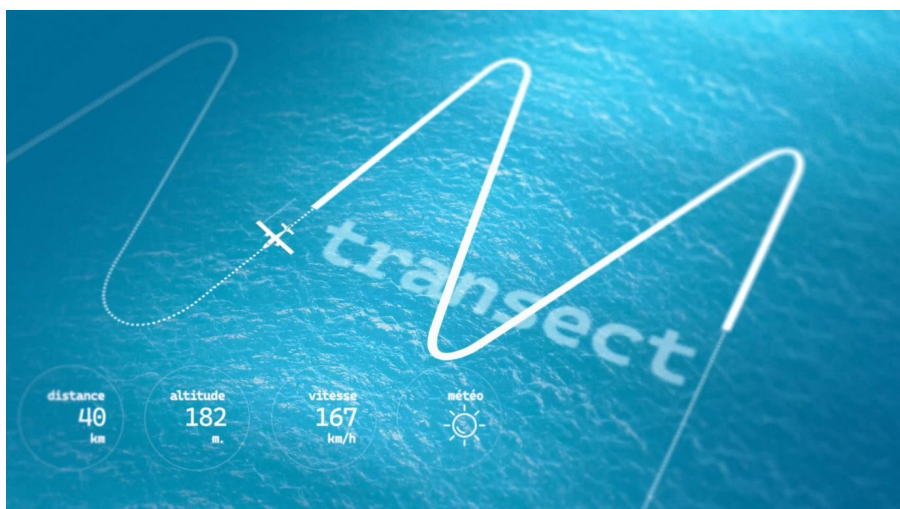 transect
distance
40
km
altitude
182
m.
vitesse
167
km/h
météo